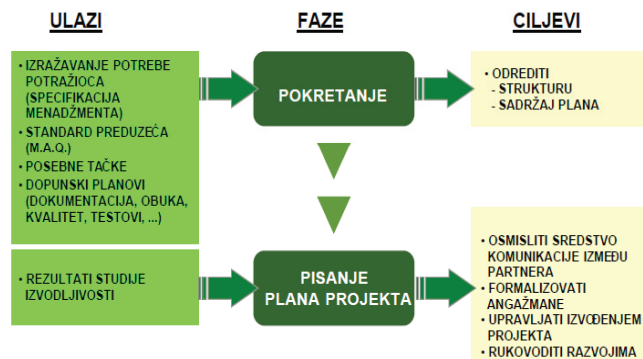 ULAZI
FAZE
CILJEVI
• IZRAŽAVANJE POTREBE
POTRAŽIOCA
(SPECIFIKACIJA
MENADŽMENTA)
• STANDARD PREDUZEĆA
(M.A.Q.)
• POSEBNE TAČKE
• DOPUNSKI PLANOVI
(DOKUMENTACIJA, OBUKA,
KVALITET, TESTOVI, ...)
POKRETANJE
• ODREDITI
- STRUKTURU
- SADRŽAJ PLANA
• REZULTATI STUDIJE
IZVODLJIVOSTI
PISANJE
PLANA PROJEKTA
• OSMISLITI SREDSTVO
KOMUNIKACIJE IZMEĐU
PARTNERA
• FORMALIZOVATI
ANGAŽMANE
• UPRAVLJATI IZVOĐENJEM
PROJEKTA
• RUKOVODITI RAZVOJIMA